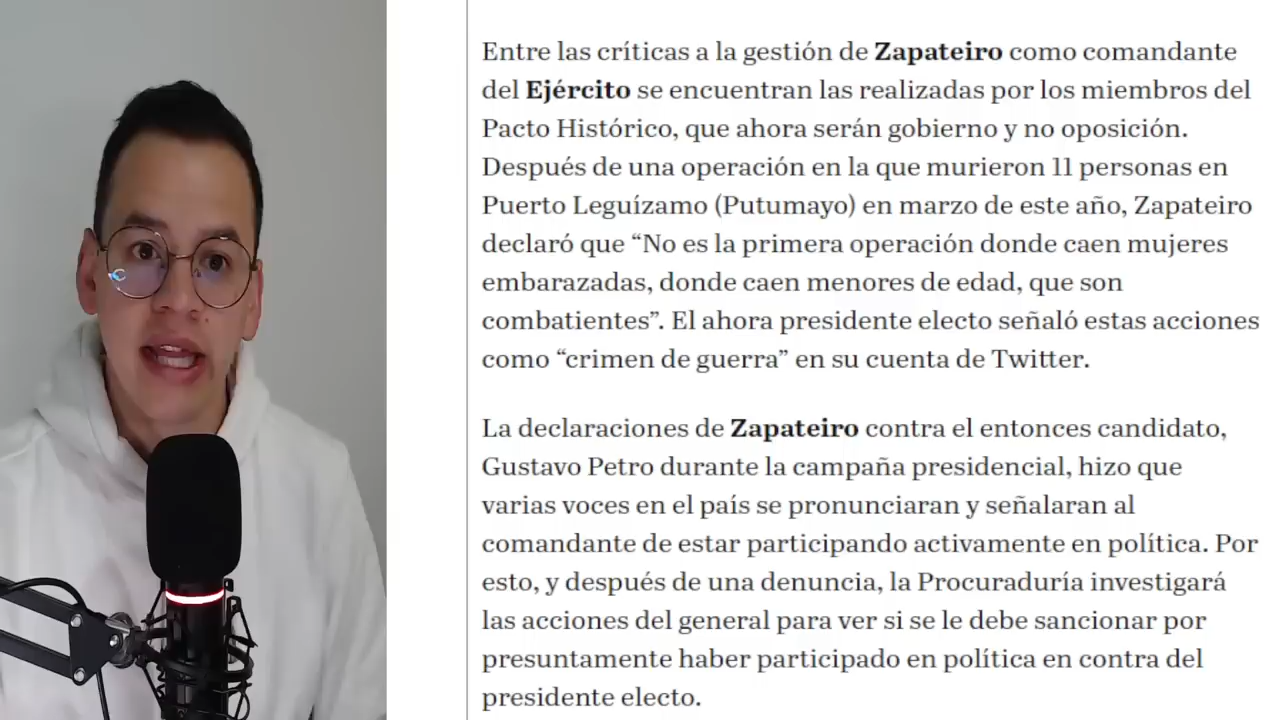 Entre las críticas a la gestión de Zapateiro como comandante
del Ejército se encuentran las realizadas por los miembros del
Pacto Histórico, que ahora serán gobierno y no oposición.
Después de una operación en la que murieron 11 personas en
Puerto Leguízamo (Putumayo) en marzo de este año, Zapateiro
declaró que “No es la primera operación donde caen mujeres
embarazadas, donde caen menores de edad, que son
combatientes”. El ahora presidente electo señaló estas acciones
como “crimen de guerra” en su cuenta de Twitter.
La declaraciones de Zapateiro contra el entonces candidato,
Gustavo Petro durante la campaña presidencial, hizo que
varias voces en el país se pronunciaran y señalaran al
comandante de estar participando activamente en política. Por
esto, y después de una denuncia, la Procuraduría investigará
las acciones del general para ver si se le debe sancionar por
presuntamente haber participado en política en contra del
presidente electo.